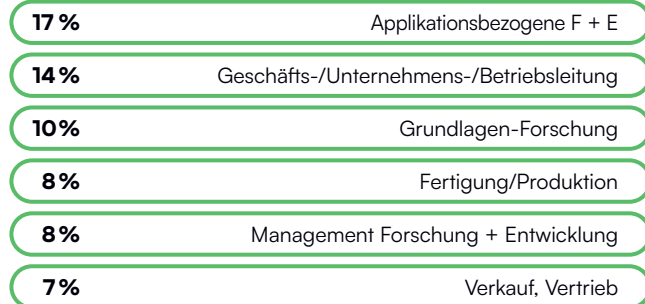 17 % Applikationsbezogene F + E
14 % Geschäfts-/Unternehmens-/Betriebsleitung
10 % Grundlagen-Forschung
8 % Fertigung/Produktion
8 % Management Forschung + Entwicklung
7 % Verkauf, Vertrieb